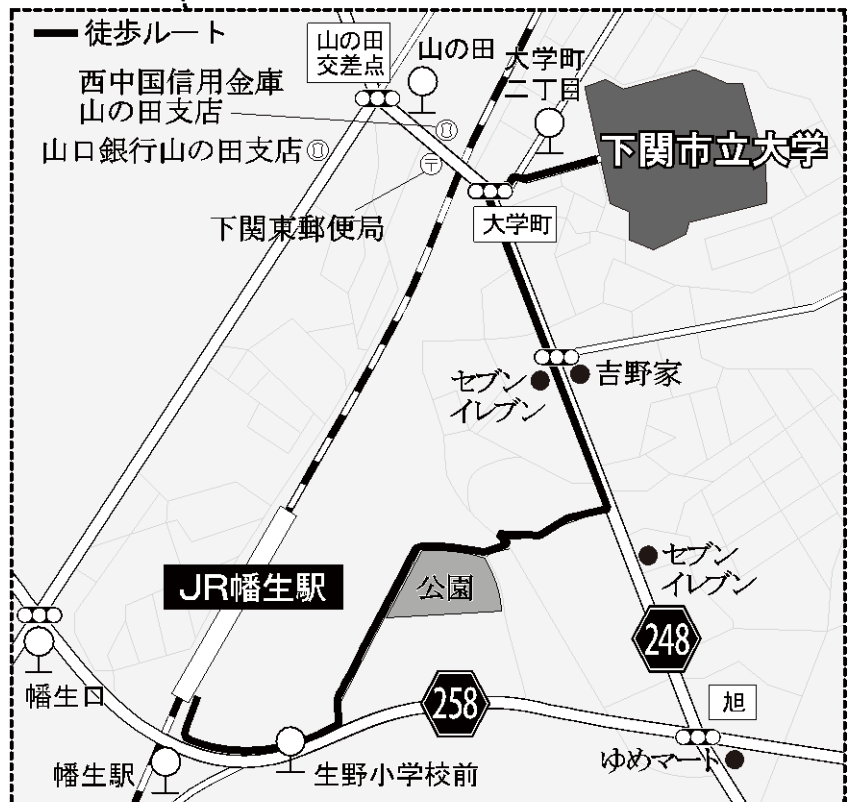 徒歩ルート
山の田
交差点
山の田
大学町
二丁目
西中国信用金庫
山の田支店
山口銀行山の田支店
下関市立大学
下関東郵便局
大学町
セブン
イレブン
吉野家
セブン
イレブン
JR幡生駅
公園
248
幡生口
258
旭
幡生駅
生野小学校前
ゆめマート